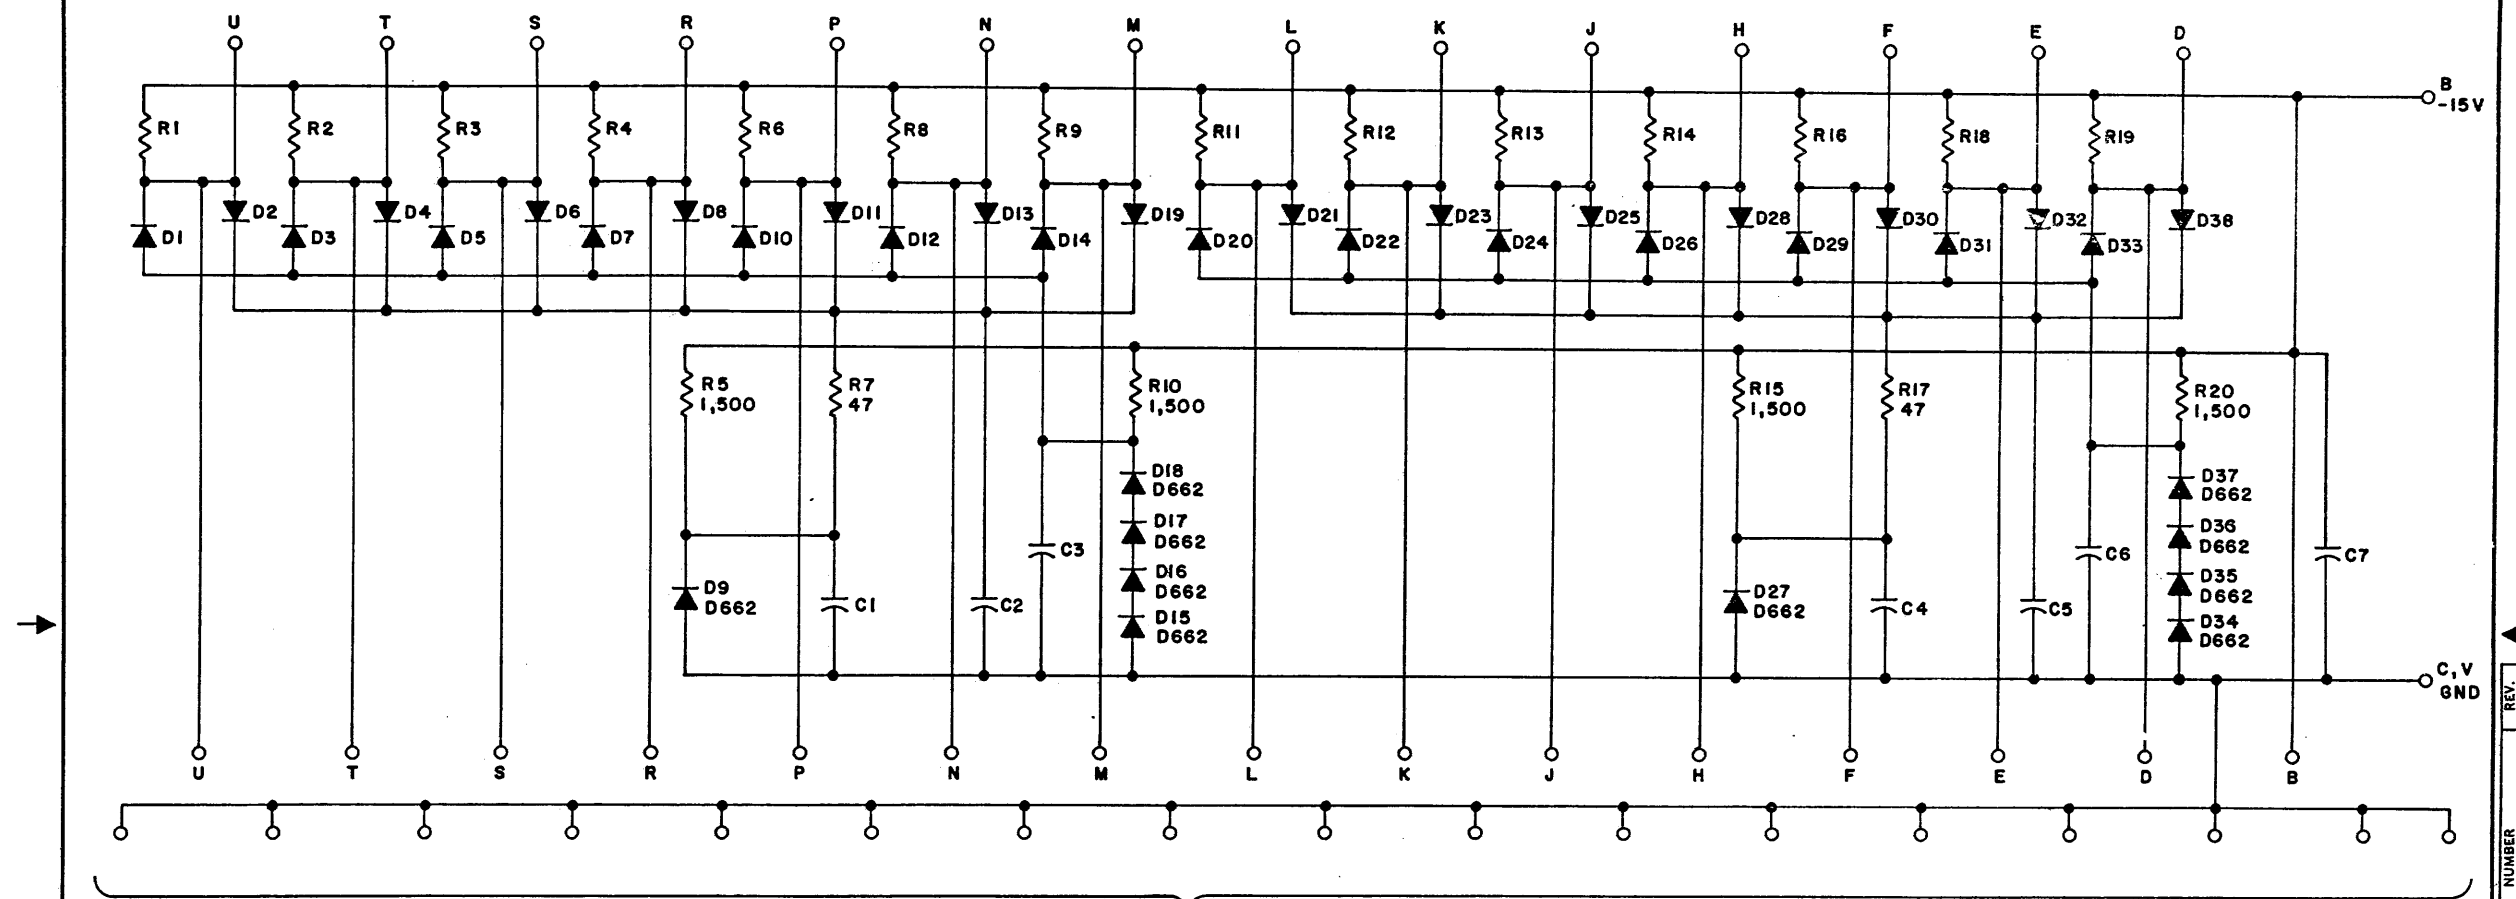 U T S R P N M L K J H F E D
B
-15V
R1 R2 R3 R4 R6 R8 R9 R11 R12 R13 R14 R16 R18 R19
D2 D4 D6 D8 D11 D13 D19 D21 D23 D25 D28 D30 D32 D38
D1 D3 D5 D7 D10 D12 D14 D20 D22 D24 D26 D29 D31 D33
R5 R7 R10 R15 R17 R20
1,500 47 1,500 1,500 47 1,500
D18 D37
D662 D662
D17 D36
D662 D662
C3 C6 C7
D16 D35
D662 D662
D9 D27
D662 D662
C1 C2 C4 C5
D15 D34
D662 D662
C,V
GND
REV.
U T S R P N M L K J H F E D B
NUMBER